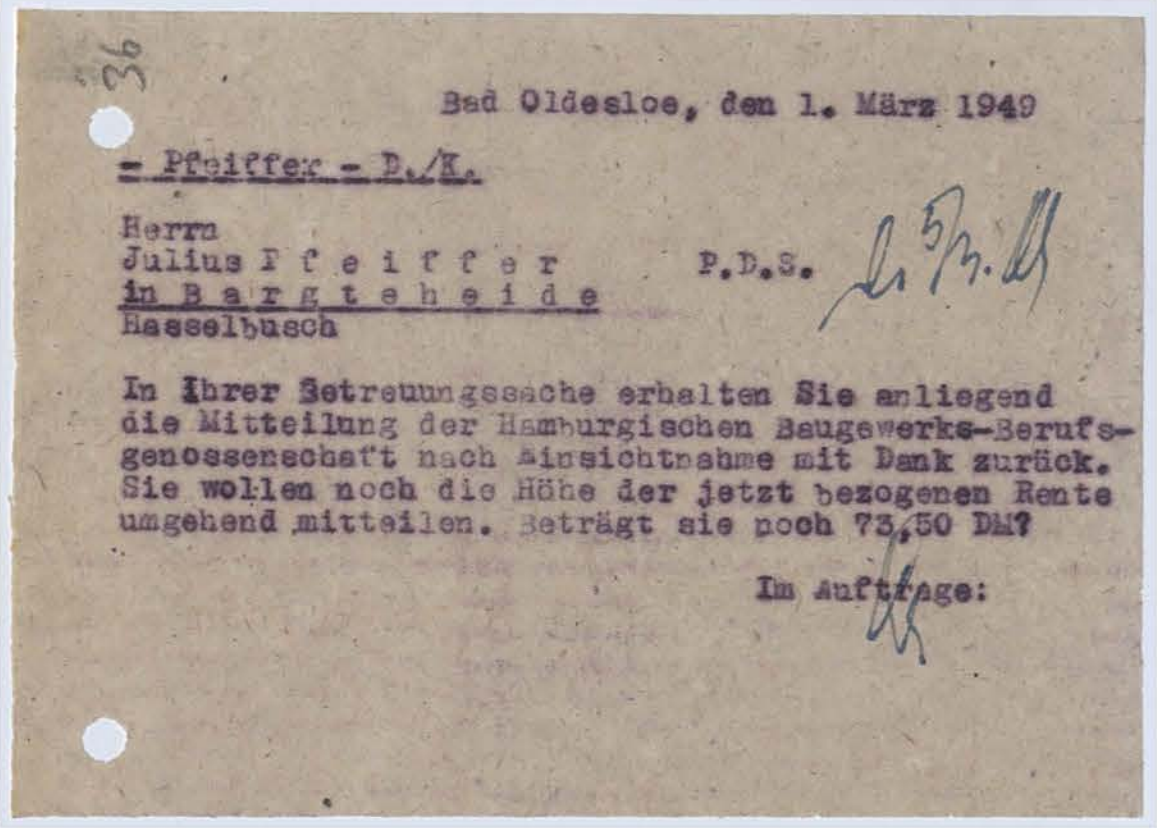 36
Bad Oldesloe, den 1. März 1949
- Pfeiffer - D./K.
Herrn
Julius P f e i f f e r P.D.S.
in B a r g t e h e i d e
Hasselbusch
In Ihrer Betreuungssache erhalten Sie anliegend
die Mitteilung der Hamburgischen Baugewerks-Berufs-
genossenschaft nach Einsichtnahme mit Dank zurück.
Sie wollen noch die Höhe der jetzt bezogenen Rente
umgehend mitteilen. Beträgt sie noch 73,50 DM?
Im Auftrage: